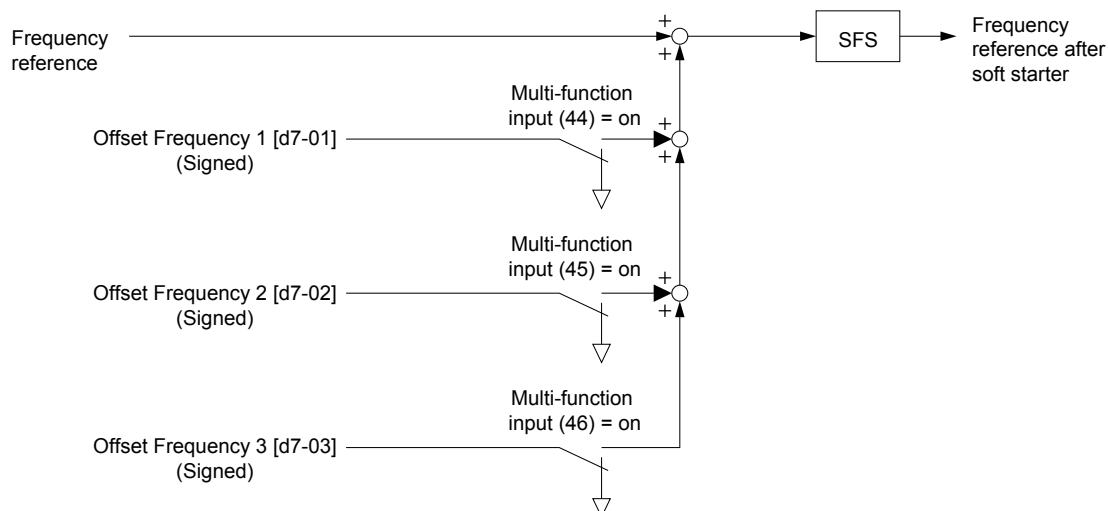 Frequency
reference
+
+
SFS
Frequency
reference after
soft starter
Multi-function
input (44) = on
Offset Frequency 1 [d7-01]
(Signed)
+
+
Multi-function
input (45) = on
Offset Frequency 2 [d7-02]
(Signed)
+
+
Multi-function
input (46) = on
Offset Frequency 3 [d7-03]
(Signed)